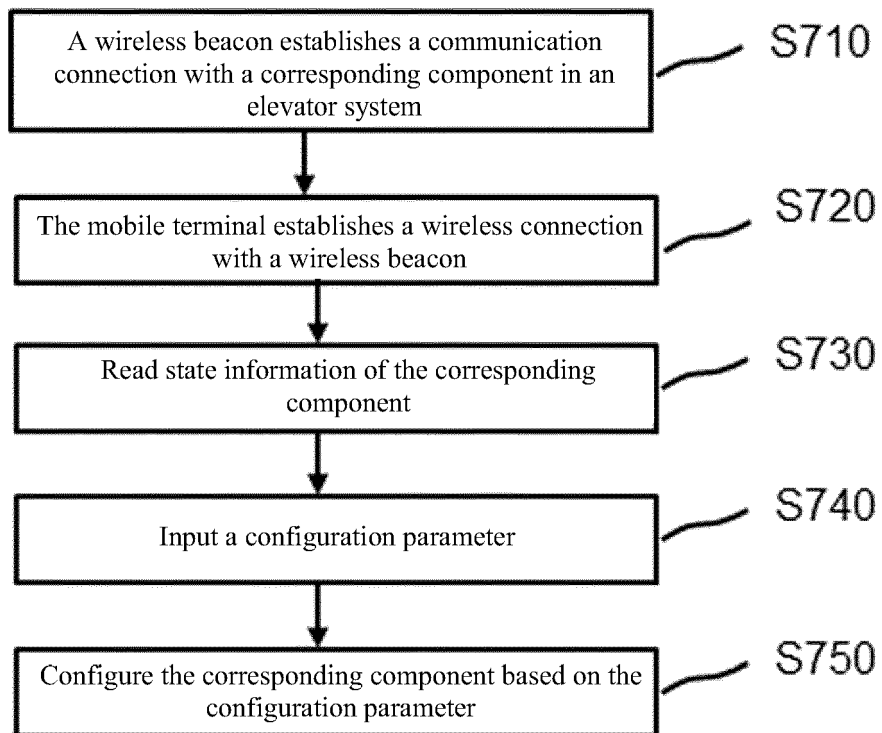 A wireless beacon establishes a communication
connection with a corresponding component in an
elevator system
S710
The mobile terminal establishes a wireless connection
with a wireless beacon
S720
Read state information of the corresponding
component
S730
Input a configuration parameter
S740
Configure the corresponding component based on the
configuration parameter
S750